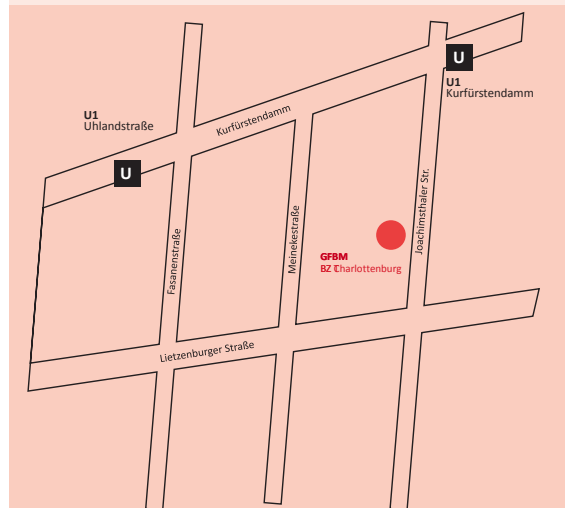 U
U1
Kurfürstendamm
U1
Uhlandstraße
Kurfürstendamm
U
Joachimsthaler Str.
Meinekestraße
Fasanenstraße
GFBM
BZ Charlottenburg
Lietzenburger Straße